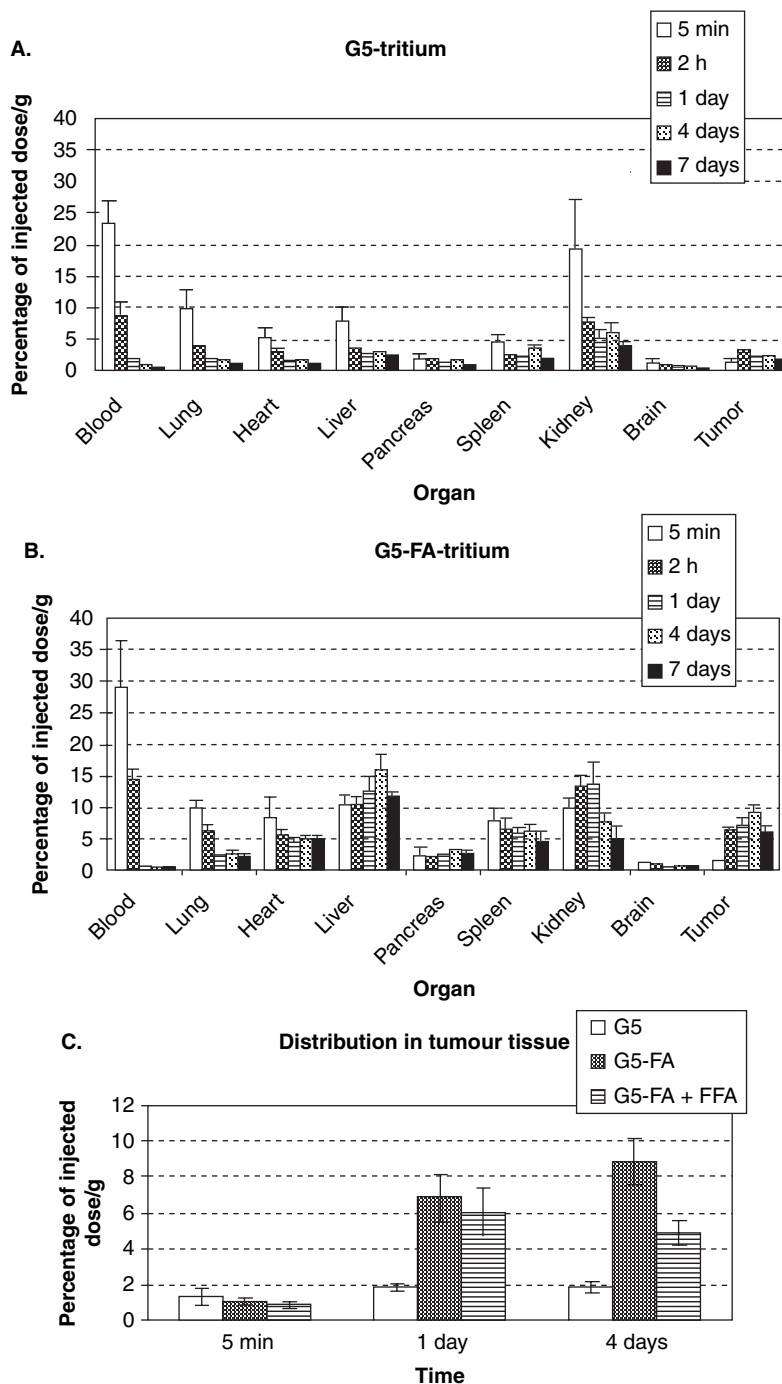 A.
G5-tritium
5 min
2 h
1 day
4 days
7 days
Percentage of injected dose/g
40
35
30
25
20
15
10
5
0
Blood
Lung
Heart
Liver
Pancreas
Spleen
Kidney
Brain
Tumor
Organ
B.
G5-FA-tritium
5 min
2 h
1 day
4 days
7 days
Percentage of injected dose/g
40
35
30
25
20
15
10
5
0
Blood
Lung
Heart
Liver
Pancreas
Spleen
Kidney
Brain
Tumor
Organ
C.
Distribution in tumour tissue
G5
G5-FA
G5-FA + FFA
Percentage of injected
dose/g
12
10
8
6
4
2
0
5 min
1 day
4 days
Time